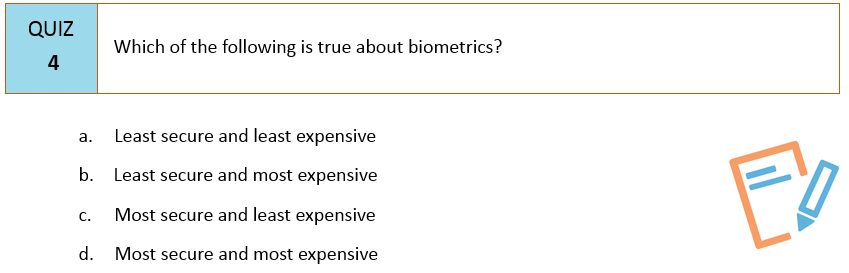 QUIZ
4
Which of the following is true about biometrics?
a. Least secure and least expensive
b. Least secure and most expensive
c. Most secure and least expensive
d. Most secure and most expensive